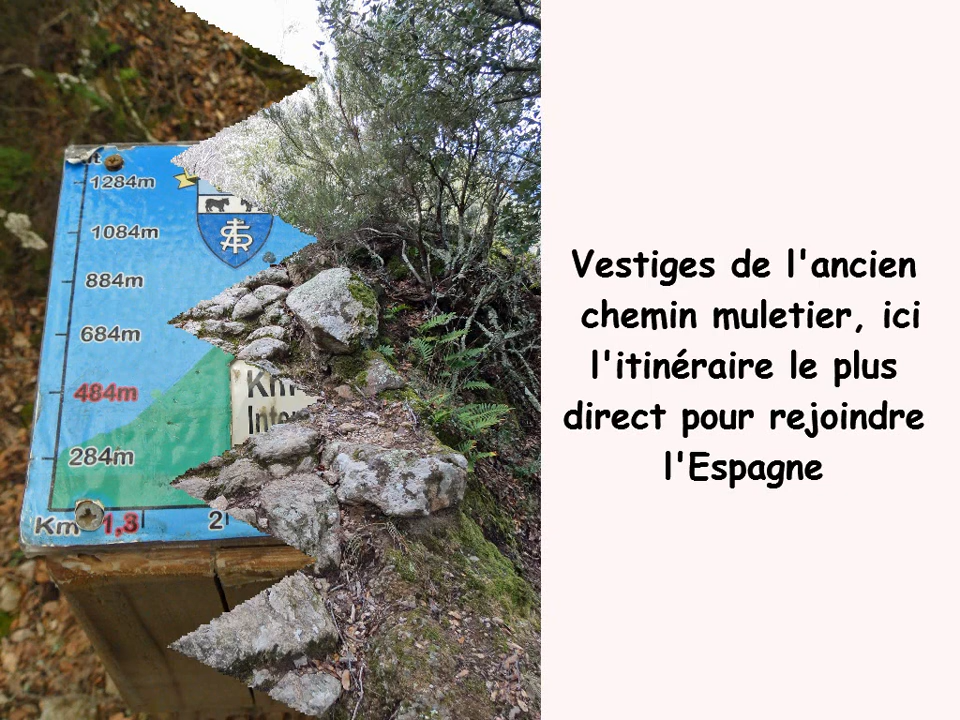 1284m
1084m
884m
684m
484m
284m
Km 1,3 2
Vestiges de l'ancien
chemin muletier, ici
l'itinéraire le plus
direct pour rejoindre
l'Espagne